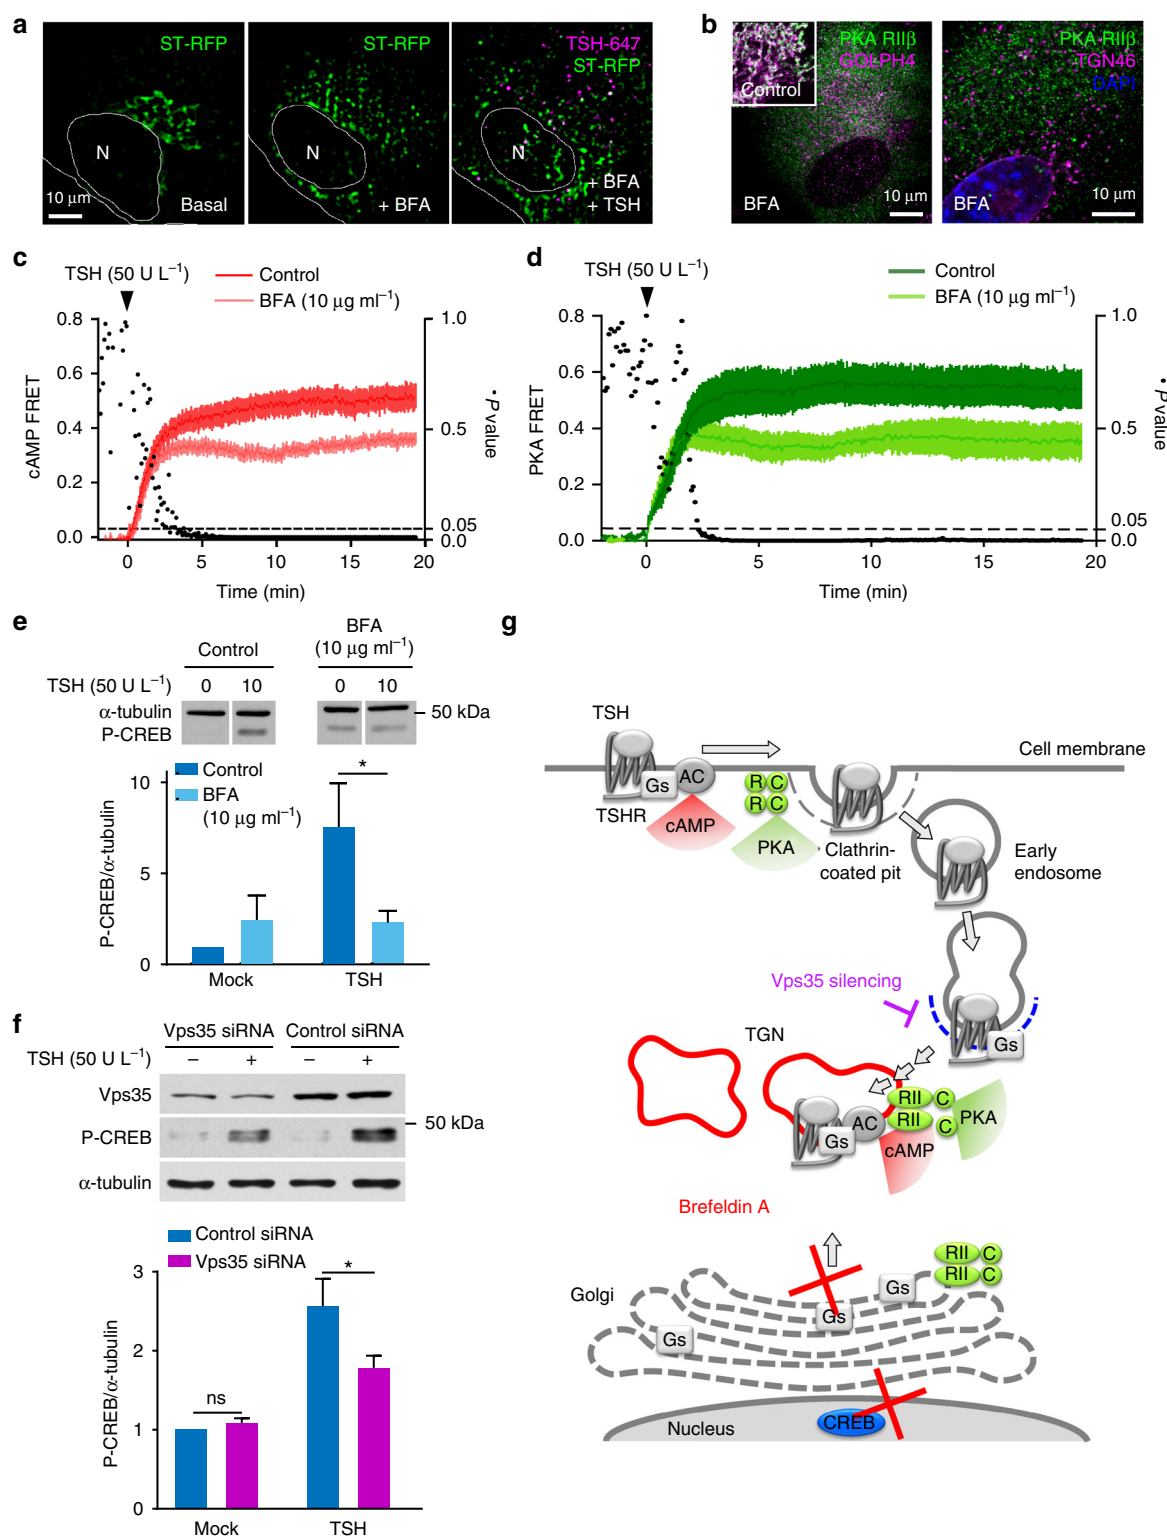 a
ST-RFP
N
10 μm
Basal
ST-RFP
N
+ BFA
TSH-647
ST-RFP
N
+ BFA
+ TSH
b
Control
PKA RIIβ
GOLPH4
BFA
10 μm
PKA RIIβ
TGN46
DAPI
BFA
10 μm
c
TSH (50 U L⁻¹)
Control
BFA (10 μg ml⁻¹)
cAMP FRET
0.8
0.6
0.4
0.2
0.0
1.0
0.5
0.05
0.0
• P value
0
5
10
15
20
Time (min)
d
TSH (50 U L⁻¹)
Control
BFA (10 μg ml⁻¹)
PKA FRET
0.8
0.6
0.4
0.2
0.0
1.0
0.5
0.05
0.0
• P value
0
5
10
15
20
Time (min)
e
Control
BFA
(10 μg ml⁻¹)
TSH (50 U L⁻¹)
0
10
0
10
α-tubulin
P-CREB
50 kDa
Control
BFA
(10 μg ml⁻¹)
*
P-CREB/α-tubulin
10
5
0
Mock
TSH
f
Vps35 siRNA
Control siRNA
TSH (50 U L⁻¹)
–
+
–
+
Vps35
P-CREB
50 kDa
α-tubulin
Control siRNA
Vps35 siRNA
ns
*
P-CREB/α-tubulin
3
2
1
0
Mock
TSH
g
TSH
Cell membrane
Gs
AC
TSHR
cAMP
R
C
R
C
PKA
Clathrin-
coated pit
Early
endosome
Vps35 silencing
Gs
TGN
Gs
AC
RII
C
RII
C
cAMP
PKA
Brefeldin A
RII
C
RII
C
Golgi
Gs
Gs
Gs
CREB
Nucleus